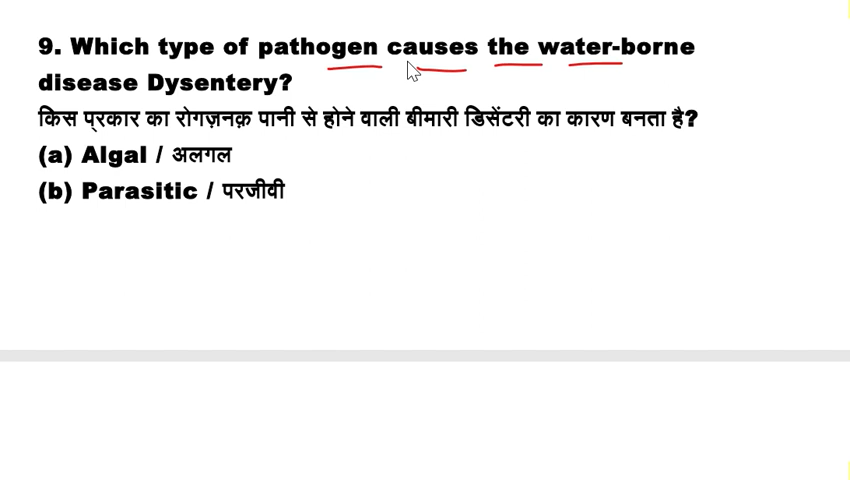 9. Which type of pathogen causes the water-borne
disease Dysentery?
किस प्रकार का रोगज़नक़ पानी से होने वाली बीमारी डिसेंटरी का कारण बनता है?
(a) Algal / अलगल
(b) Parasitic / परजीवी